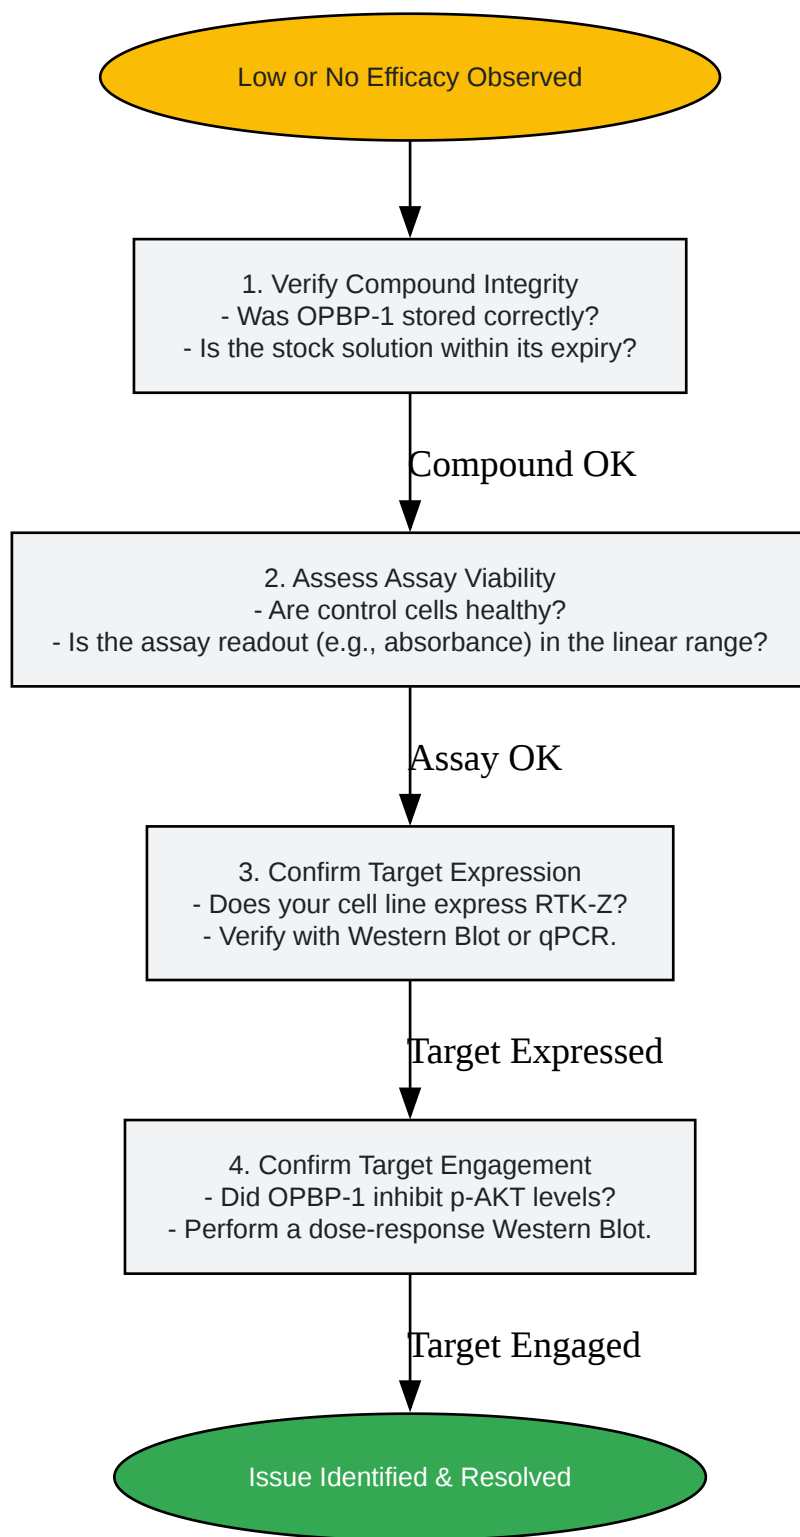 Low or No Efficacy Observed
1. Verify Compound Integrity
- Was OPBP-1 stored correctly?
- Is the stock solution within its expiry?
Compound OK
2. Assess Assay Viability
- Are control cells healthy?
- Is the assay readout (e.g., absorbance) in the linear range?
Assay OK
3. Confirm Target Expression
- Does your cell line express RTK-Z?
- Verify with Western Blot or qPCR.
Target Expressed
4. Confirm Target Engagement
- Did OPBP-1 inhibit p-AKT levels?
- Perform a dose-response Western Blot.
Target Engaged
Issue Identified & Resolved